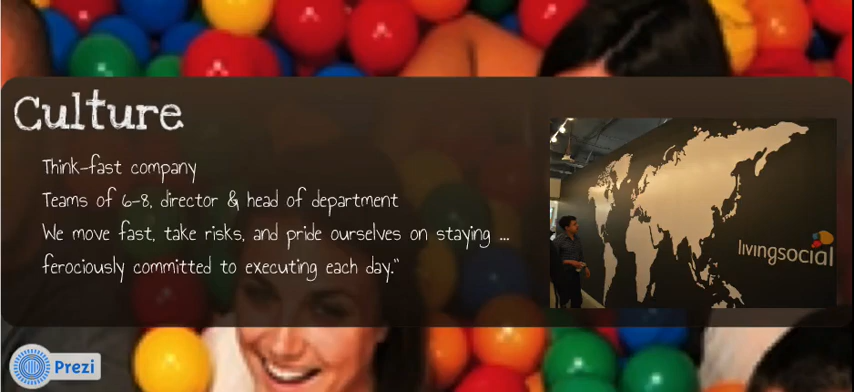 Culture
Think-fast company
Teams of 6-8, director & head of department
We move fast, take risks, and pride ourselves on staying ...
ferociously committed to executing each day."
livingsocial
Prezi